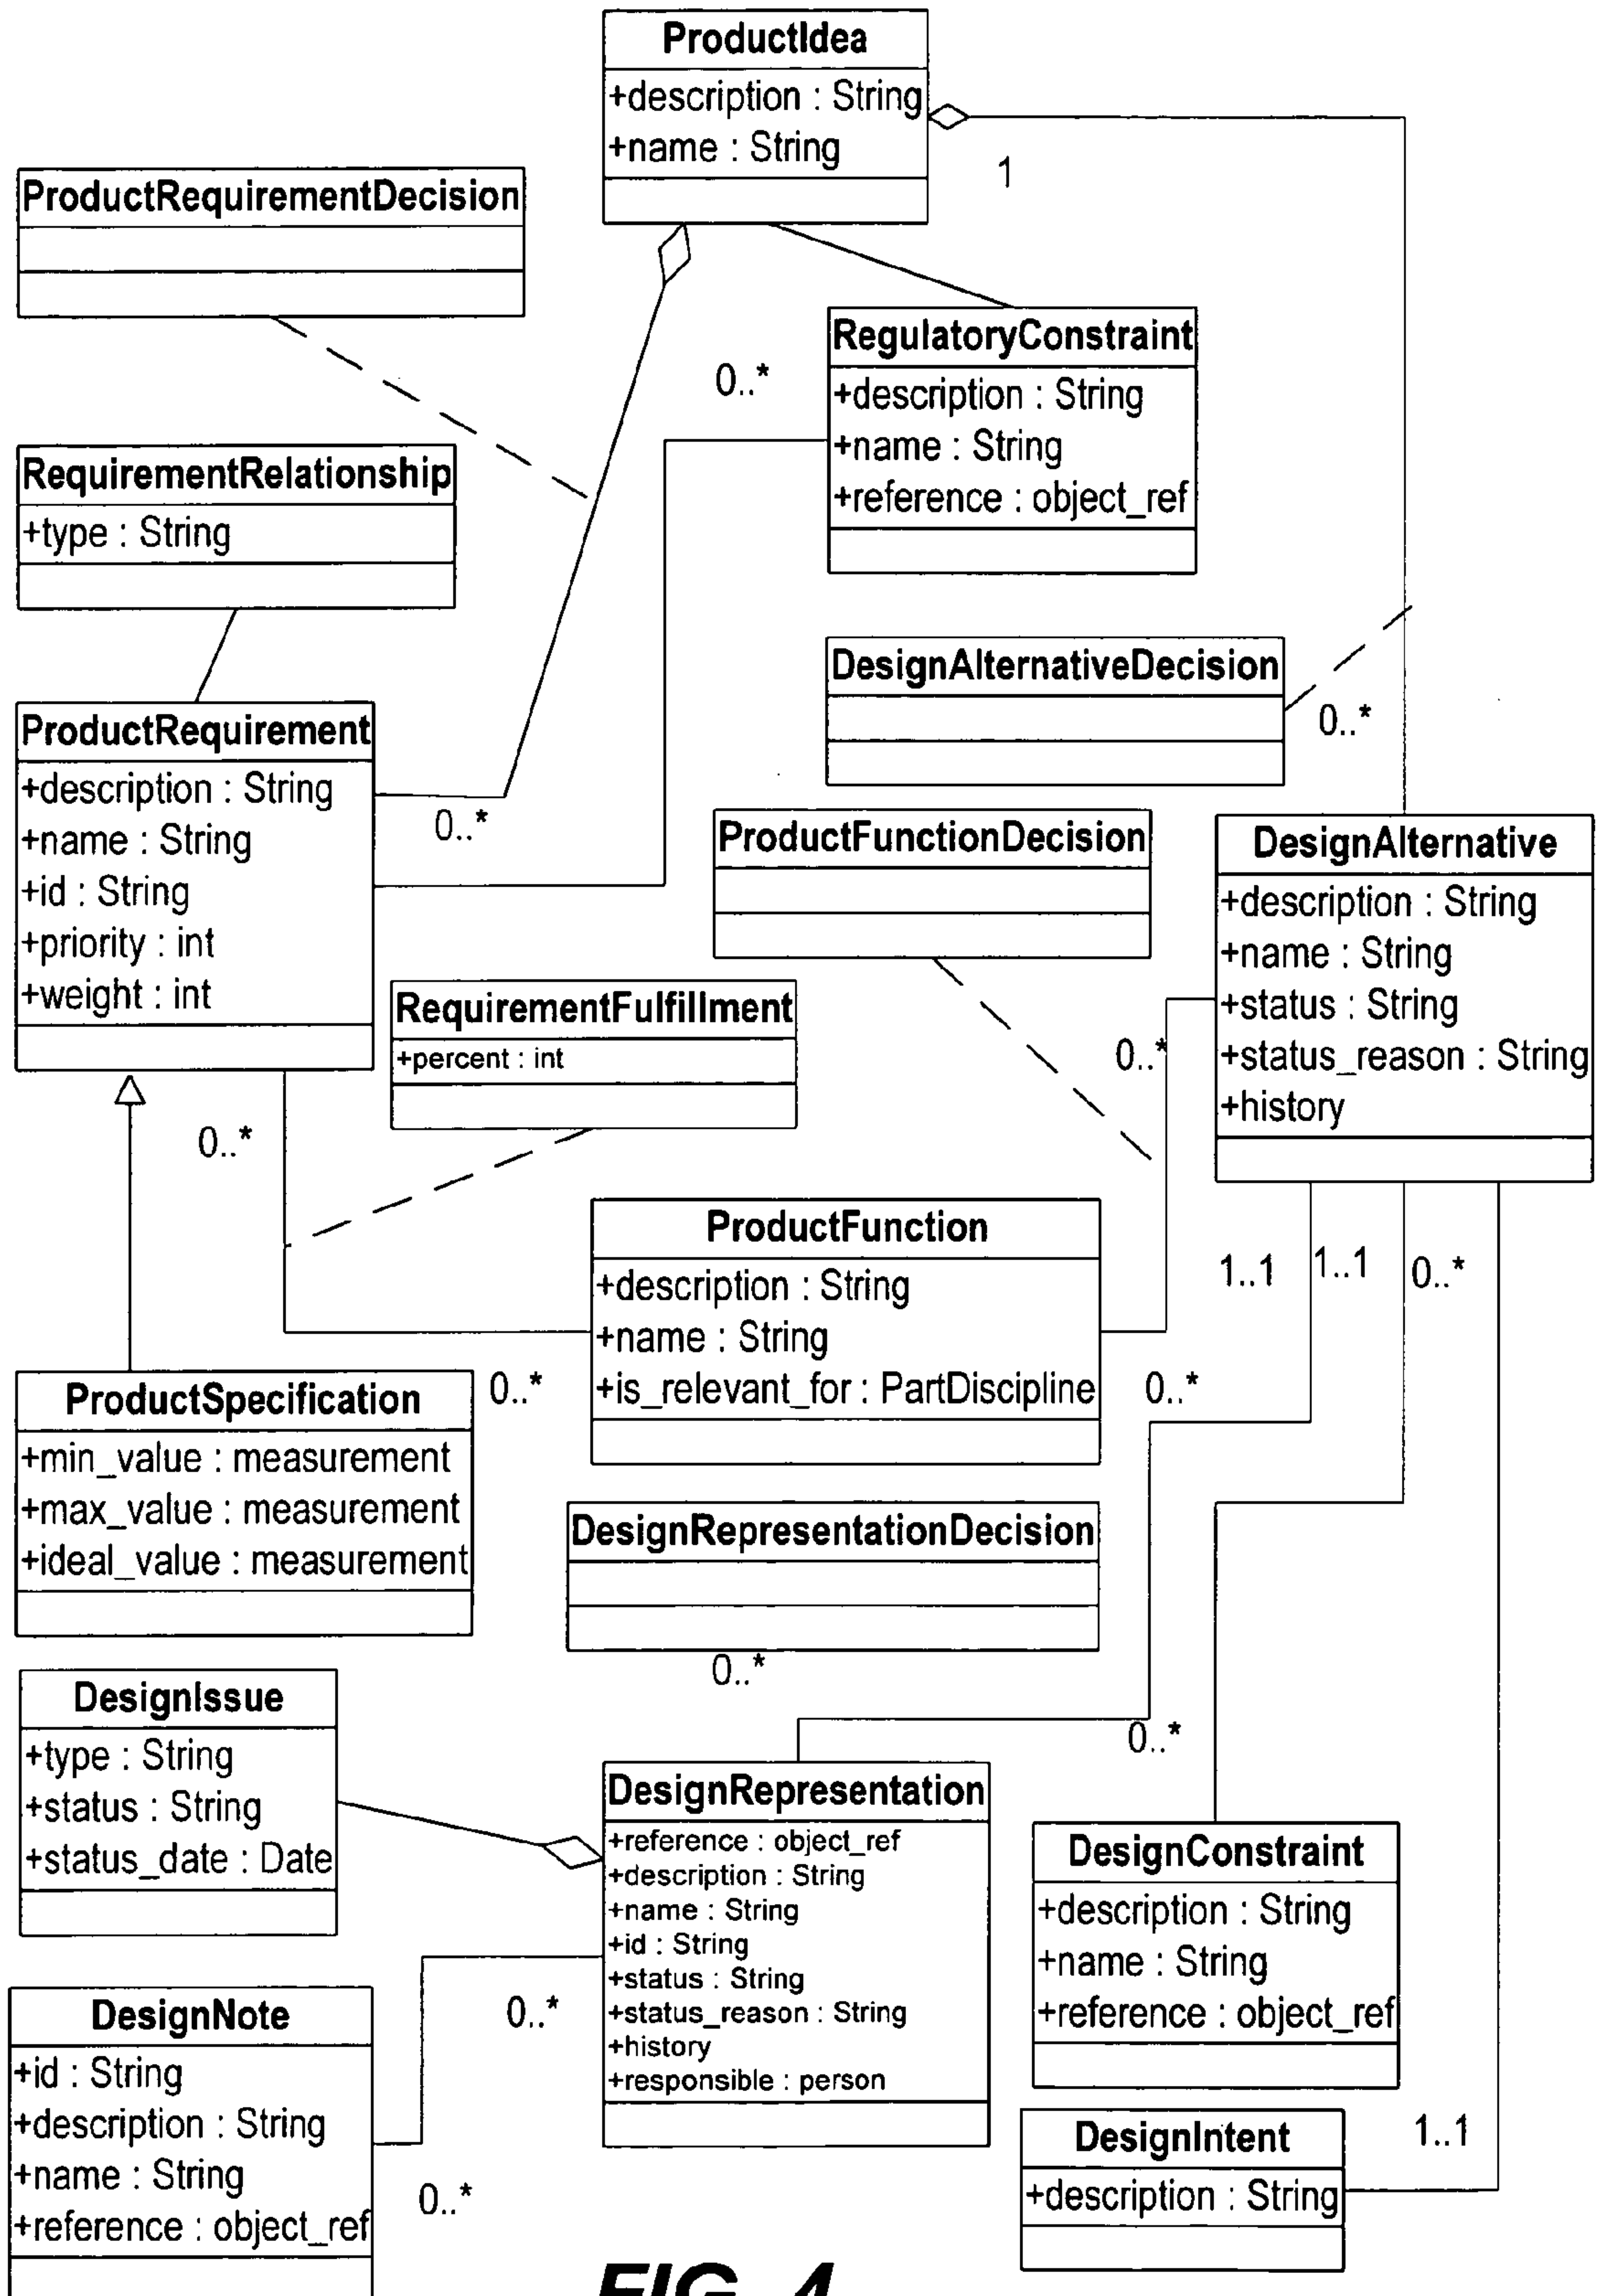 ProductIdea
+description : String
+name : String
1
ProductRequirementDecision
RegulatoryConstraint
+description : String
+name : String
+reference : object_ref
0..*
RequirementRelationship
+type : String
DesignAlternativeDecision
0..*
ProductRequirement
+description : String
+name : String
+id : String
+priority : int
+weight : int
0..*
ProductFunctionDecision
DesignAlternative
+description : String
+name : String
+status : String
+status_reason : String
+history
RequirementFulfillment
+percent : int
0..*
0..*
ProductFunction
+description : String
+name : String
+is_relevant_for : PartDiscipline
1..1
1..1
0..*
0..*
0..*
ProductSpecification
+min_value : measurement
+max_value : measurement
+ideal_value : measurement
DesignRepresentationDecision
0..*
0..*
DesignIssue
+type : String
+status : String
+status_date : Date
DesignRepresentation
+reference : object_ref
+description : String
+name : String
+id : String
+status : String
+status_reason : String
+history
+responsible : person
DesignConstraint
+description : String
+name : String
+reference : object_ref
0..*
DesignNote
+id : String
+description : String
+name : String
+reference : object_ref
0..*
DesignIntent
+description : String
1..1
FIG. 4